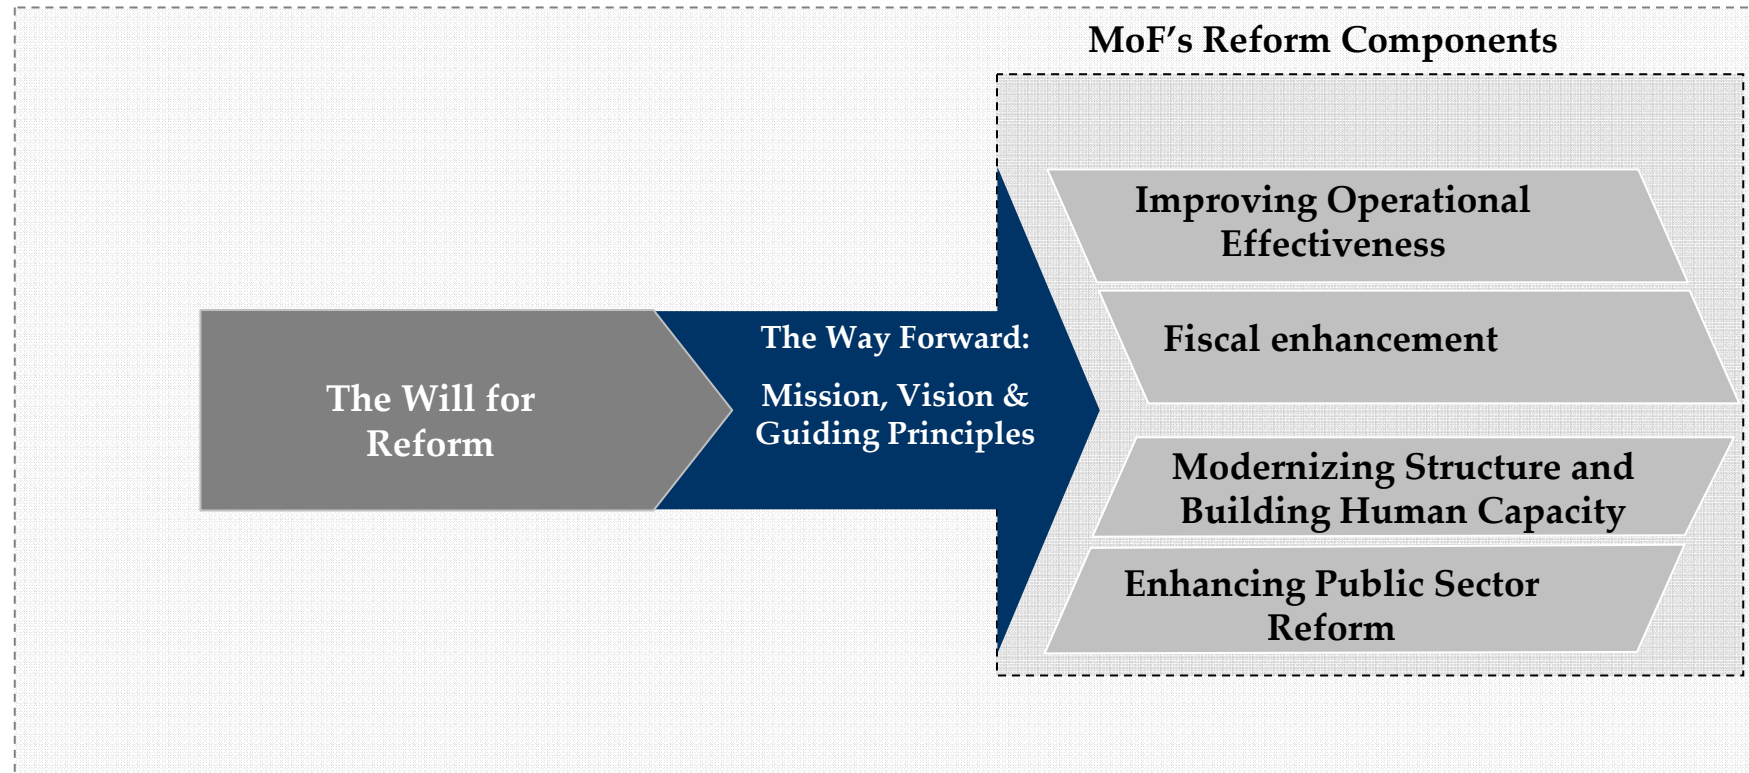 MoF’s Reform Components
The Will for
Reform
The Way Forward:
Mission, Vision &
Guiding Principles
Improving Operational
Effectiveness
Fiscal enhancement
Modernizing Structure and
Building Human Capacity
Enhancing Public Sector
Reform